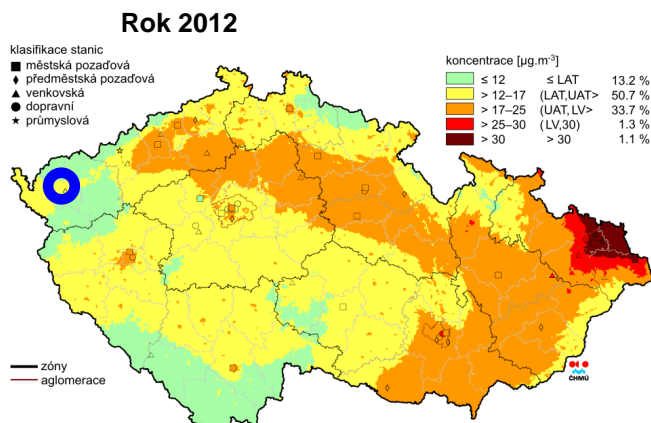 Rok 2012
klasifikace stanic
městská pozaďová
předměstská pozaďová
venkovská
dopravní
průmyslová
koncentrace [µg.m⁻³]
≤ 12 ≤ LAT 13.2 %
> 12–17 (LAT,UAT> 50.7 %
> 17–25 (UAT, LV> 33.7 %
> 25–30 (LV,30) 1.3 %
> 30 > 30 1.1 %
zóny
aglomerace
ČHMÚ